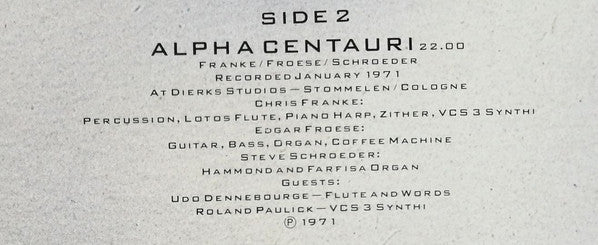 SIDE 2
ALPHA CENTAURI 22.00
FRANKE/FROESE/SCHROEDER
RECORDED JANUARY 1971
AT DIERKS STUDIOS – STOMMELEN/COLOGNE
CHRIS FRANKE:
PERCUSSION, LOTOS FLUTE, PIANO HARP, ZITHER, VCS 3 SYNTHI
EDGAR FROESE:
GUITAR, BASS, ORGAN, COFFEE MACHINE
STEVE SCHROEDER:
HAMMOND AND FARFISA ORGAN
GUESTS:
UDO DENNEBOURGE – FLUTE AND WORDS
ROLAND PAULICK – VCS 3 SYNTHI
℗ 1971